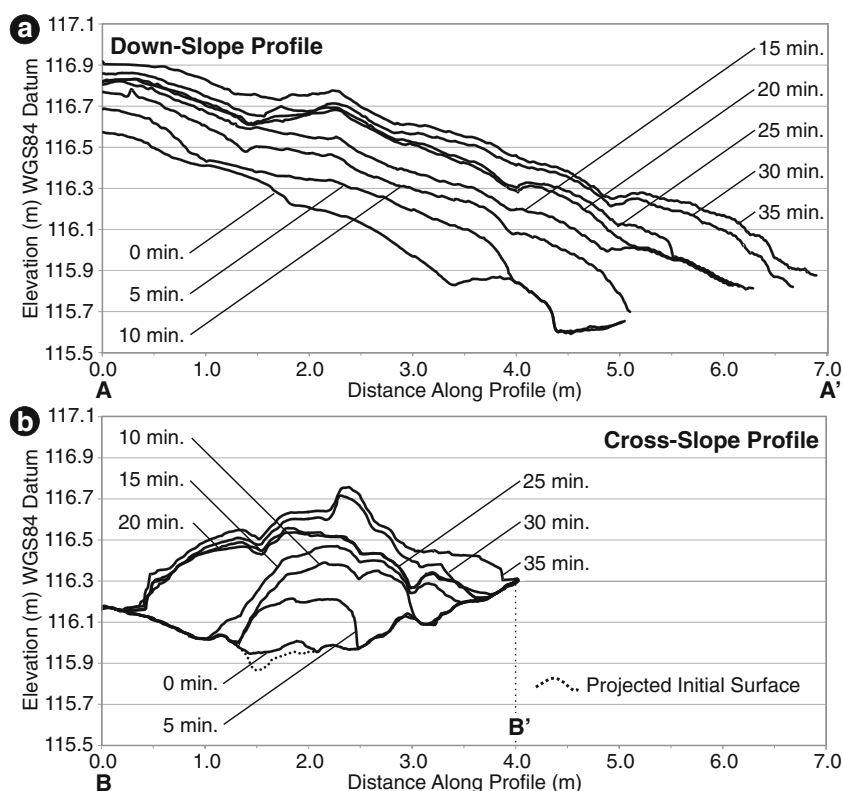 a
Down-Slope Profile
Elevation (m) WGS84 Datum
117.1
116.9
116.7
116.5
116.3
116.1
115.9
115.7
115.5
15 min.
20 min.
25 min.
30 min.
35 min.
0 min.
5 min.
10 min.
0.0 1.0 2.0 3.0 4.0 5.0 6.0 7.0
A Distance Along Profile (m) A'
b
Cross-Slope Profile
Elevation (m) WGS84 Datum
117.1
116.9
116.7
116.5
116.3
116.1
115.9
115.7
115.5
10 min.
15 min.
20 min.
25 min.
30 min.
35 min.
0 min.
5 min.
Projected Initial Surface
B'
0.0 1.0 2.0 3.0 4.0 5.0 6.0 7.0
B Distance Along Profile (m)